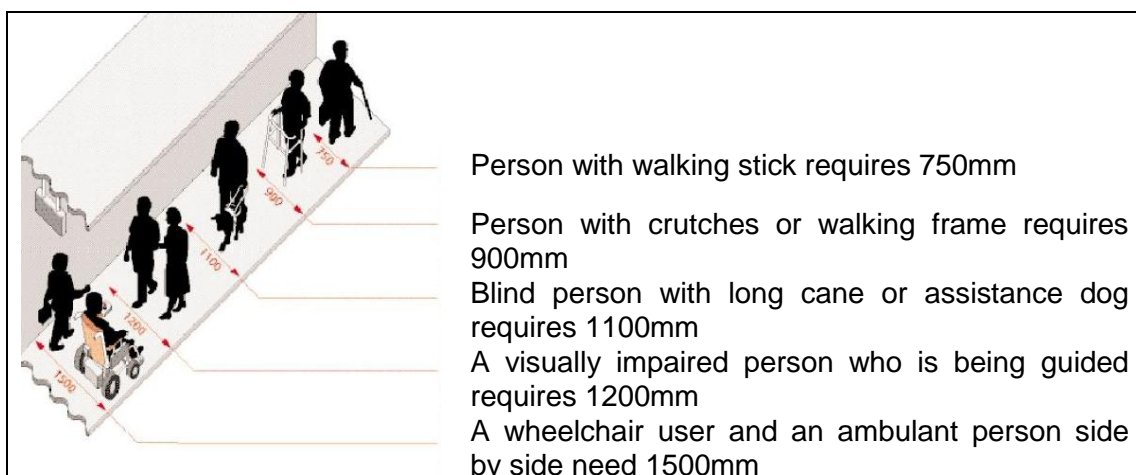 750
900
1100
1200
1500
Person with walking stick requires 750mm
Person with crutches or walking frame requires
900mm
Blind person with long cane or assistance dog
requires 1100mm
A visually impaired person who is being guided
requires 1200mm
A wheelchair user and an ambulant person side
by side need 1500mm